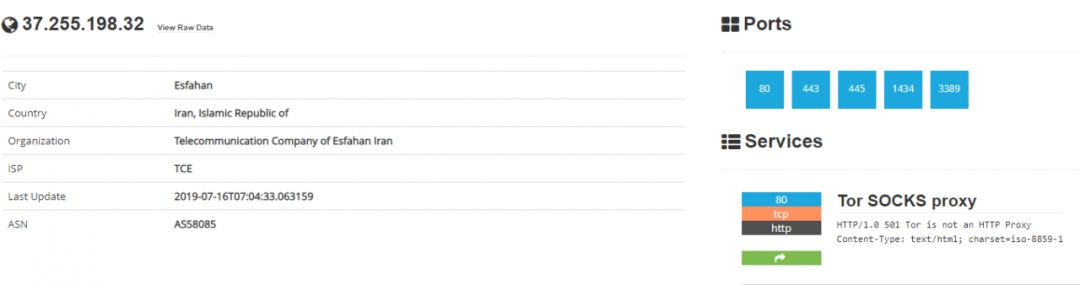 37.255.198.32 View Raw Data
City Esfahan
Country Iran, Islamic Republic of
Organization Telecommunication Company of Esfahan Iran
ISP TCE
Last Update 2019-07-16T07:04:33.063159
ASN AS58085
Ports
80 443 445 1434 3389
Services
80
tcp
http
Tor SOCKS proxy
HTTP/1.0 501 Tor is not an HTTP Proxy
Content-Type: text/html; charset=iso-8859-1